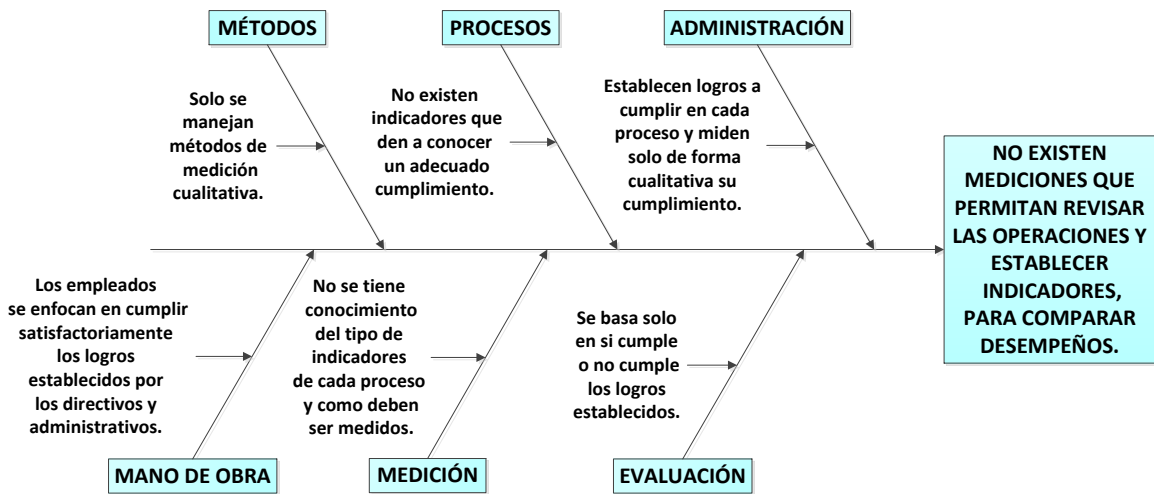 MÉTODOS
PROCESOS
ADMINISTRACIÓN
Solo se
manejan
métodos de
medición
cualitativa.
No existen
indicadores que
den a conocer
un adecuado
cumplimiento.
Establecen logros a
cumplir en cada
proceso y miden
solo de forma
cualitativa su
cumplimiento.
NO EXISTEN
MEDICIONES QUE
PERMITAN REVISAR
LAS OPERACIONES Y
ESTABLECER
INDICADORES,
PARA COMPARAR
DESEMPEÑOS.
Los empleados
se enfocan en cumplir
satisfactoriamente
los logros
establecidos por
los directivos y
administrativos.
No se tiene
conocimiento
del tipo de
indicadores
de cada proceso
y como deben
ser medidos.
Se basa solo
en si cumple
o no cumple
los logros
establecidos.
MANO DE OBRA
MEDICIÓN
EVALUACIÓN